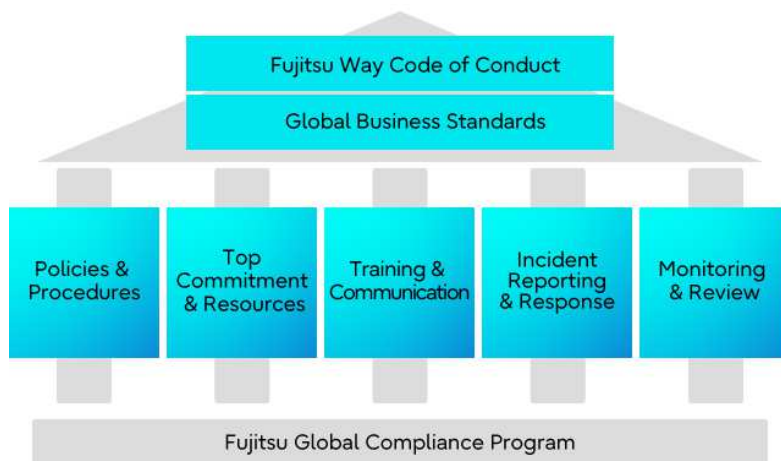 Fujitsu Way Code of Conduct
Global Business Standards
Policies &
Procedures
Top
Commitment
& Resources
Training &
Communication
Incident
Reporting
& Response
Monitoring
& Review
Fujitsu Global Compliance Program